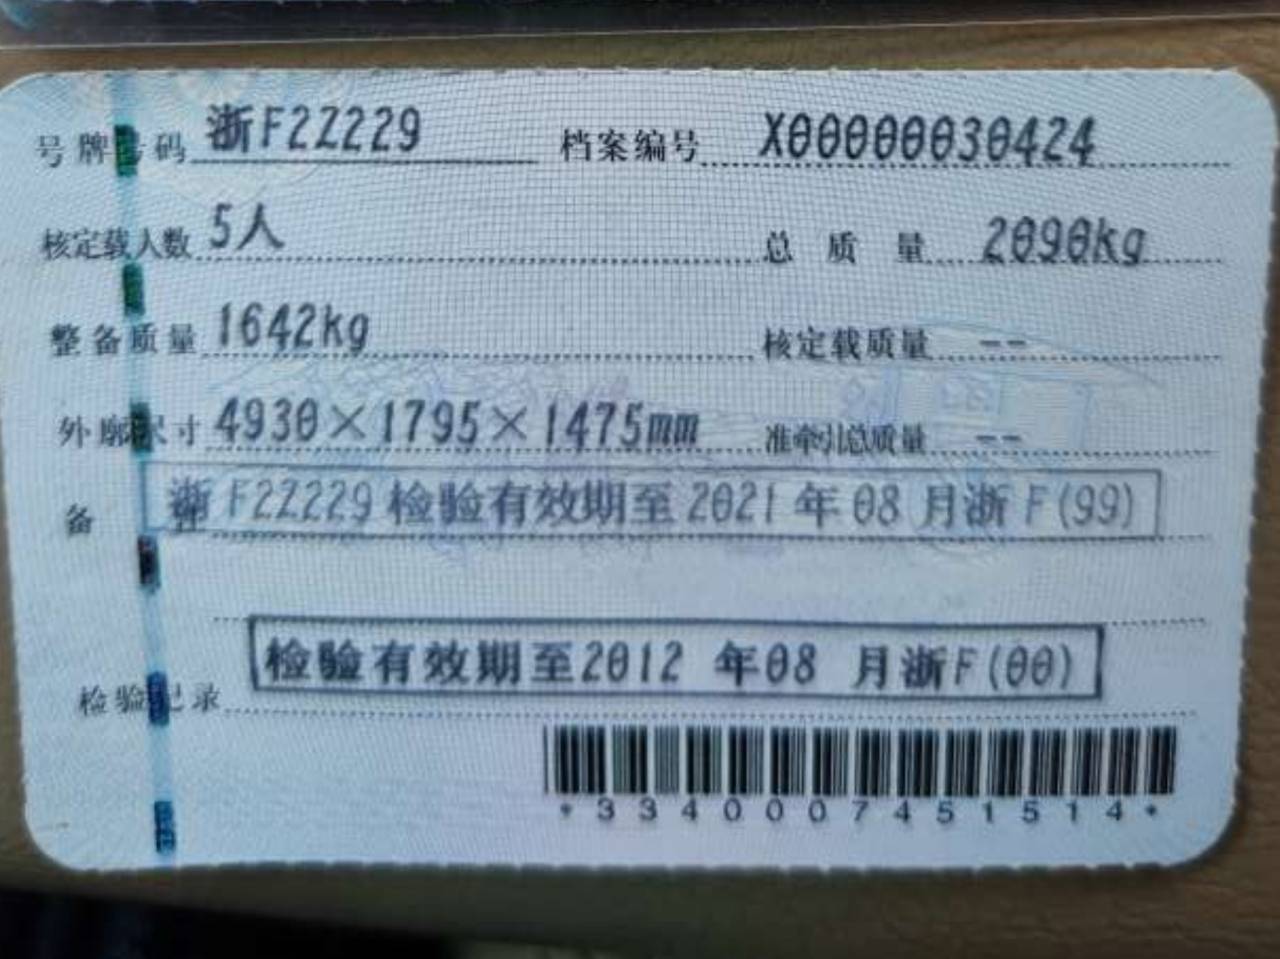 号牌号码 浙F2Z229 档案编号 X00000030424
核定载人数 5人 总质量 2090kg
整备质量 1642kg 核定载质量 --
外廓尺寸 4930×1795×1475mm 准牵引总质量 --
备 浙F2Z229检验有效期至2021年08月浙F(99)
检验有效期至2012 年08 月浙F(00)
检验记录
*3340007451514*